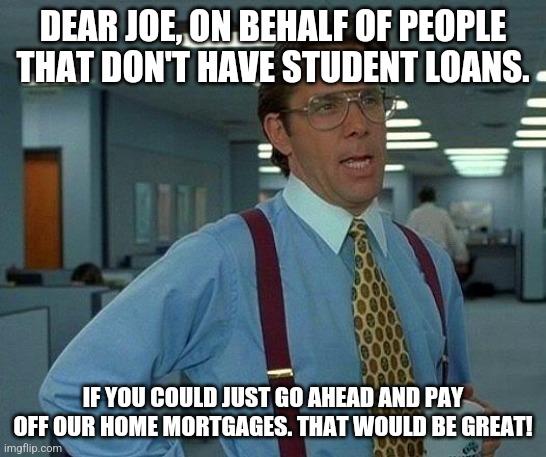 DEAR JOE, ON BEHALF OF PEOPLE
THAT DON'T HAVE STUDENT LOANS.
IF YOU COULD JUST GO AHEAD AND PAY
OFF OUR HOME MORTGAGES. THAT WOULD BE GREAT!
imgflip.com